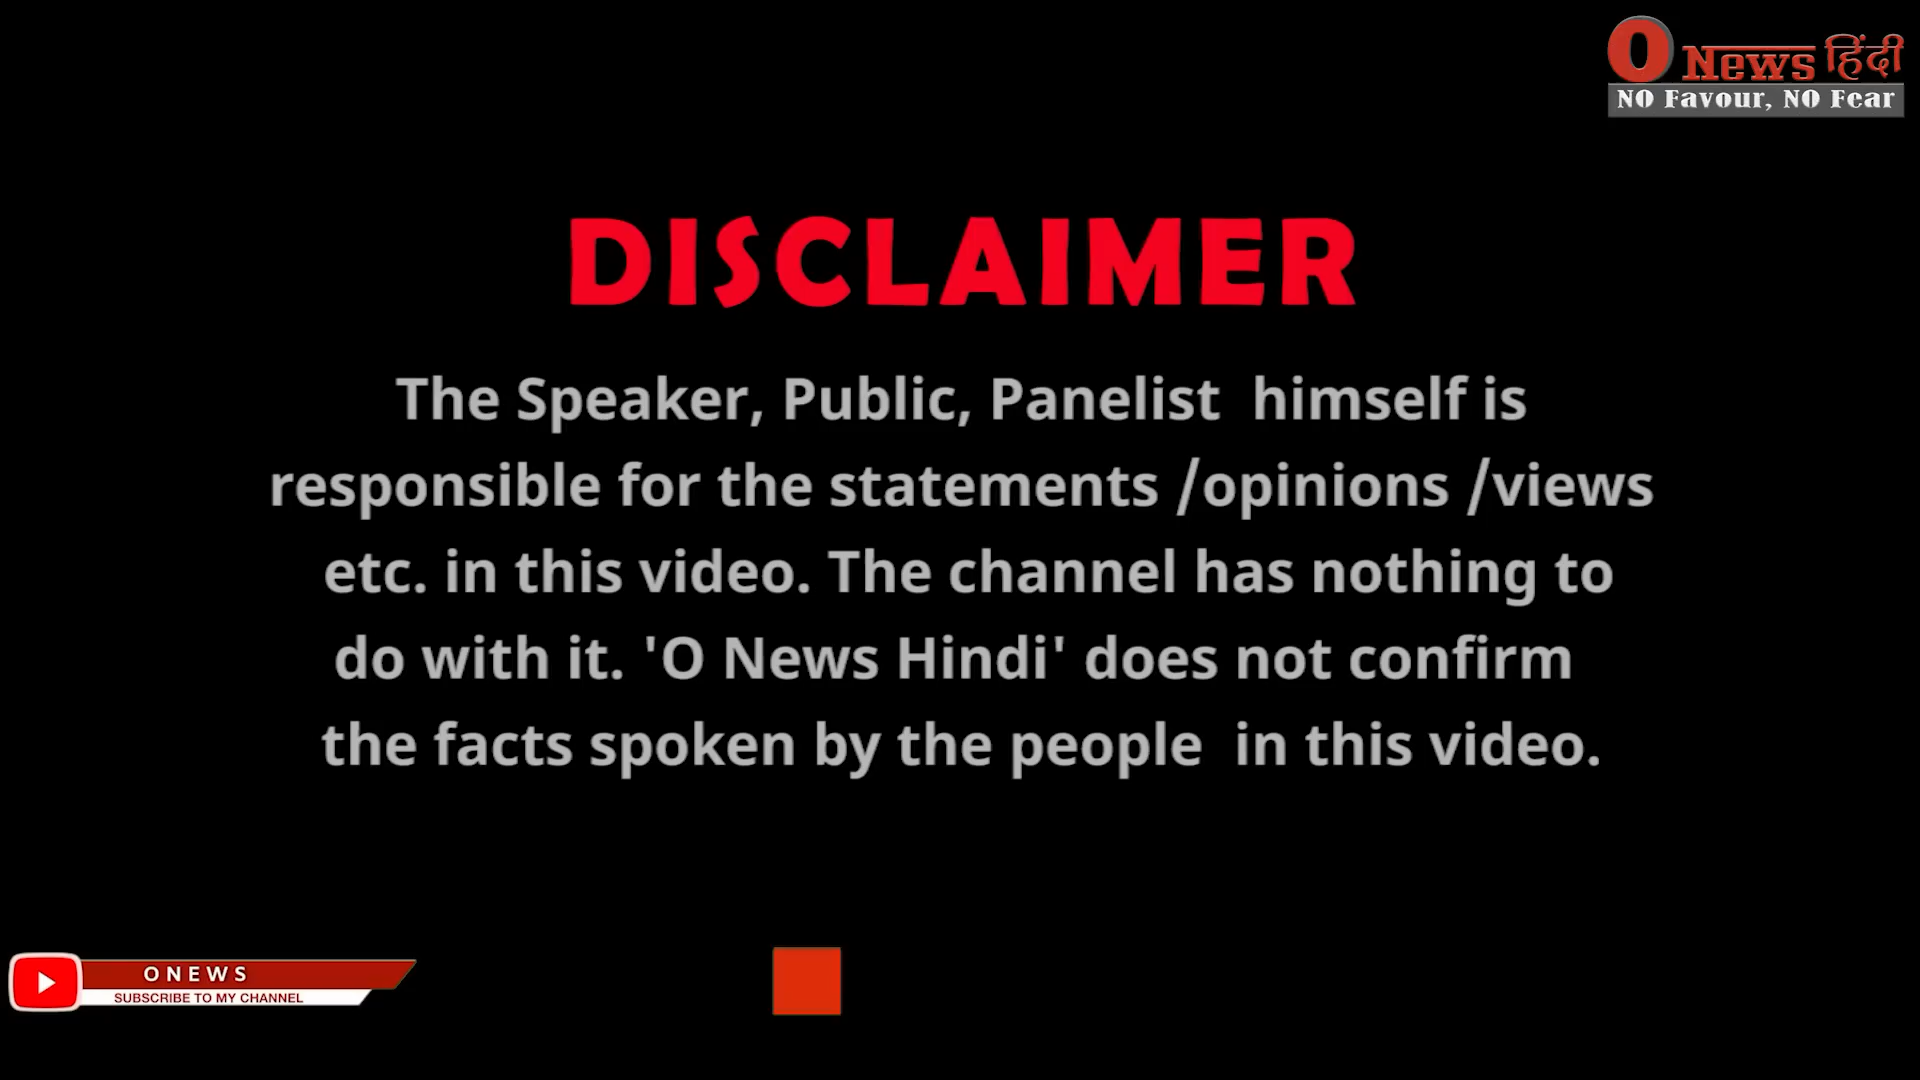 O News हिंदी
NO Favour, NO Fear
DISCLAIMER
The Speaker, Public, Panelist himself is
responsible for the statements /opinions /views
etc. in this video. The channel has nothing to
do with it. 'O News Hindi' does not confirm
the facts spoken by the people in this video.
ONEWS
SUBSCRIBE TO MY CHANNEL